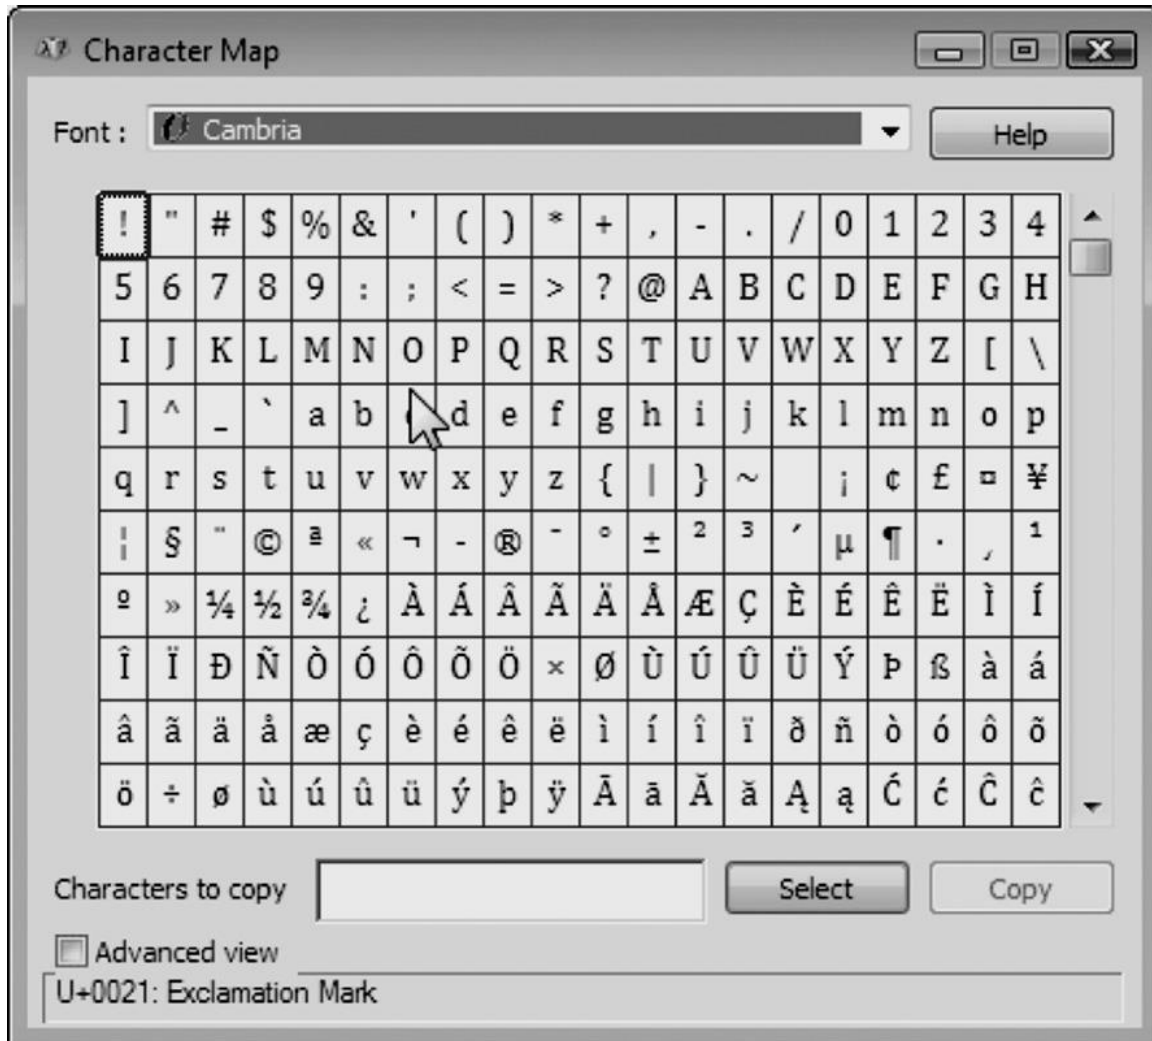 Character Map
Font : Cambria Help
! " # $ % & ' ( ) * + , - . / 0 1 2 3 4
5 6 7 8 9 : ; < = > ? @ A B C D E F G H
I J K L M N O P Q R S T U V W X Y Z [ \
] ^ _ ` a b d e f g h i j k l m n o p
q r s t u v w x y z { | } ~ ¡ ¢ £ ¤ ¥
¦ § ¨ © ª « ¬ - ® ¯ ° ± ² ³ ´ µ ¶ · ¸ ¹
º » ¼ ½ ¾ ¿ À Á Â Ã Ä Å Æ Ç È É Ê Ë Ì Í
Î Ï Ð Ñ Ò Ó Ô Õ Ö × Ø Ù Ú Û Ü Ý Þ ß à á
â ã ä å æ ç è é ê ë ì í î ï ð ñ ò ó ô õ
ö ÷ ø ù ú û ü ý þ ÿ Ā ā Ă ă Ą ą Ć ć Ĉ ĉ
Characters to copy Select Copy
Advanced view
U+0021: Exclamation Mark